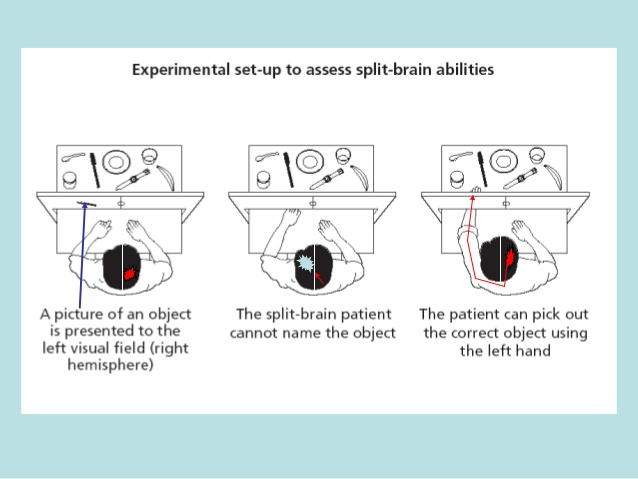 Experimental set-up to assess split-brain abilities
A picture of an object
is presented to the
left visual field (right
hemisphere)
The split-brain patient
cannot name the object
The patient can pick out
the correct object using
the left hand